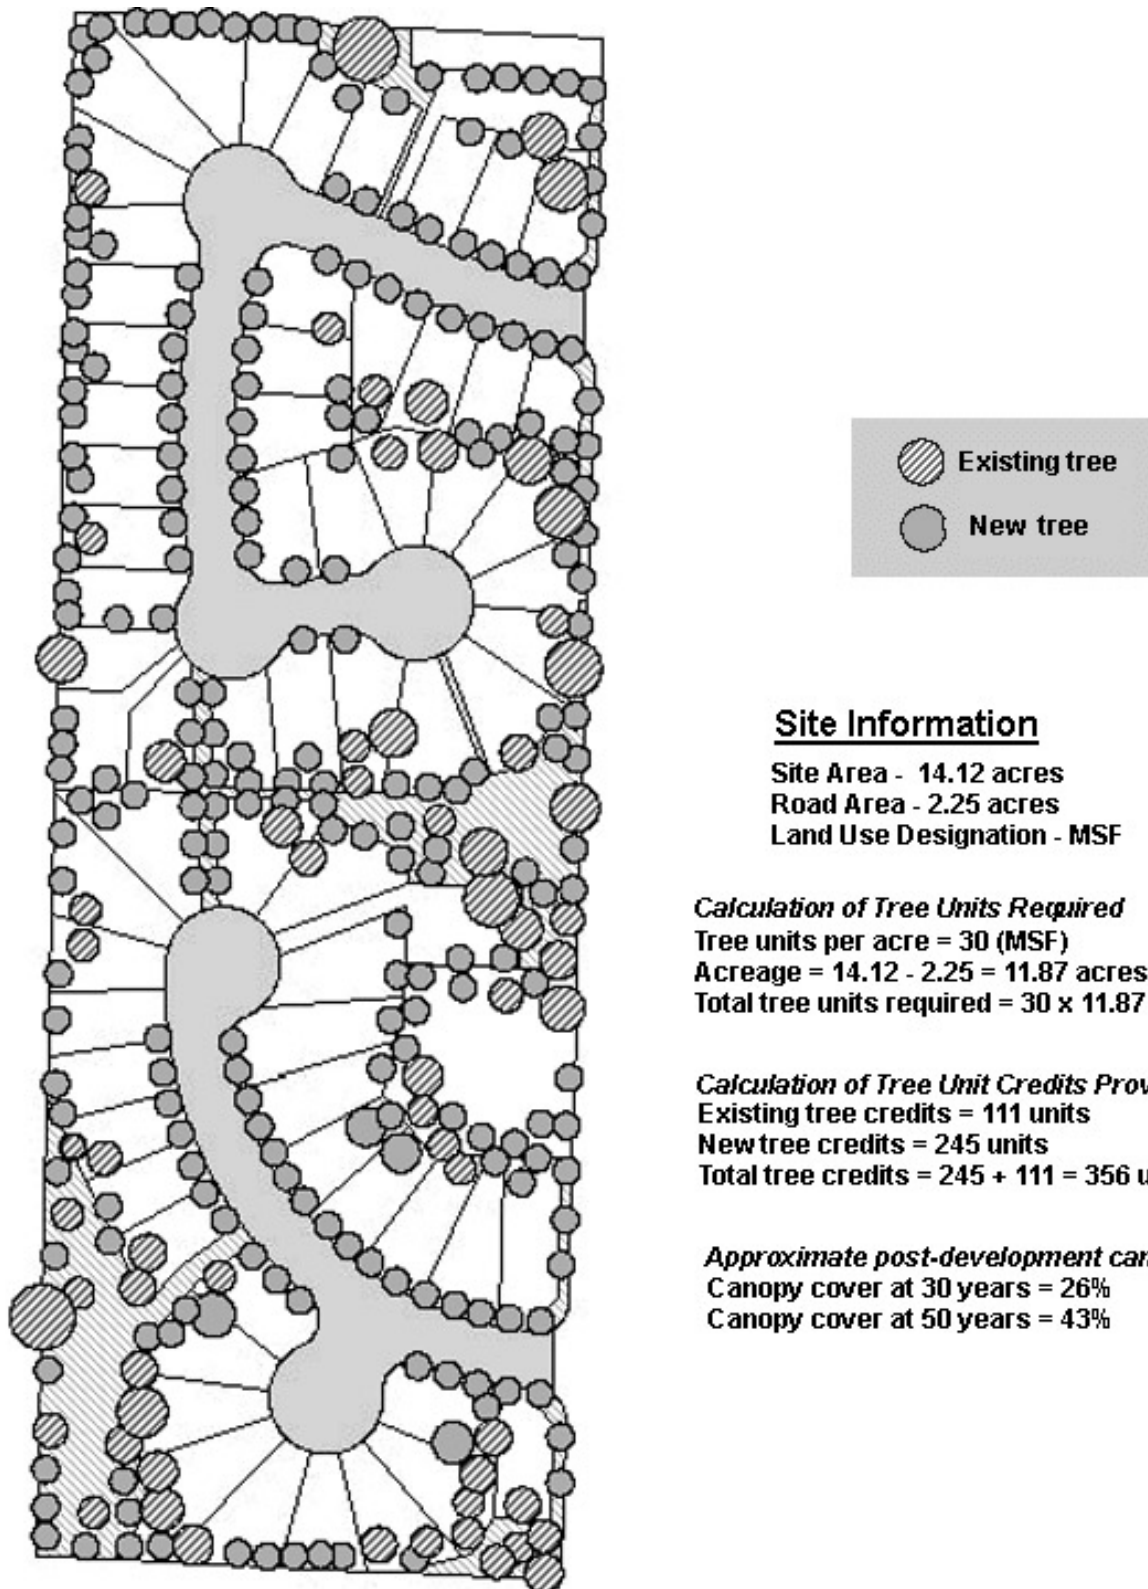 Existing tree
New tree
Site Information
Site Area - 14.12 acres
Road Area - 2.25 acres
Land Use Designation - MSF
Calculation of Tree Units Required
Tree units per acre = 30 (MSF)
Acreage = 14.12 - 2.25 = 11.87 acres
Total tree units required = 30 x 11.87
Calculation of Tree Unit Credits
Existing tree credits = 111 units
New tree credits = 245 units
Total tree credits = 245 + 111 = 356
Approximate post-development
Canopy cover at 30 years = 26%
Canopy cover at 50 years = 43%